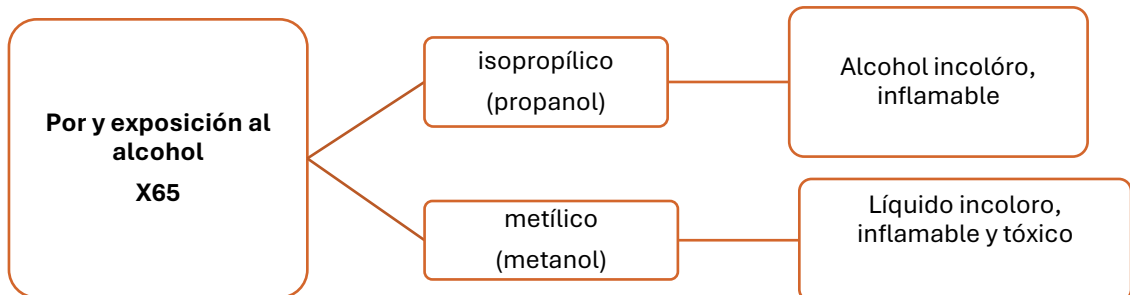 Por y exposición al
alcohol
X65
isopropílico
(propanol)
Alcohol incolóro,
inflamable
metílico
(metanol)
Líquido incoloro,
inflamable y tóxico